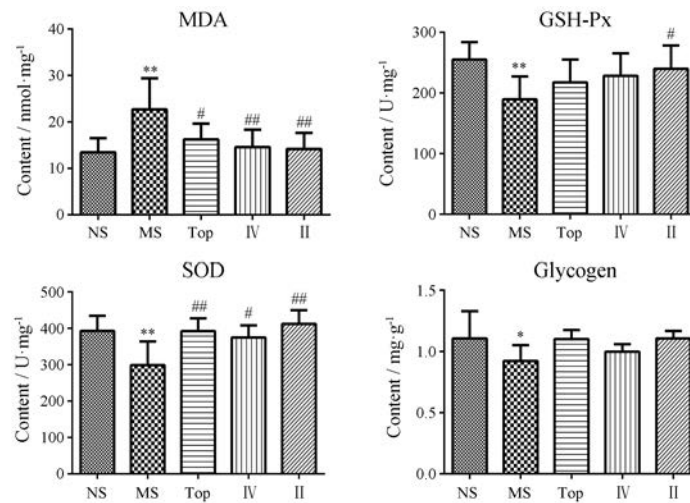 MDA
Content / nmol·mg⁻¹
40
30
20
10
0
**
#
##
##
NS MS Top Ⅳ Ⅱ
GSH-Px
Content / U·mg⁻¹
300
200
100
0
**
#
NS MS Top Ⅳ Ⅱ
SOD
Content / U·mg⁻¹
500
400
300
200
100
0
**
##
#
##
NS MS Top Ⅳ Ⅱ
Glycogen
Content / mg·g⁻¹
1.5
1.0
0.5
0.0
*
NS MS Top Ⅳ Ⅱ